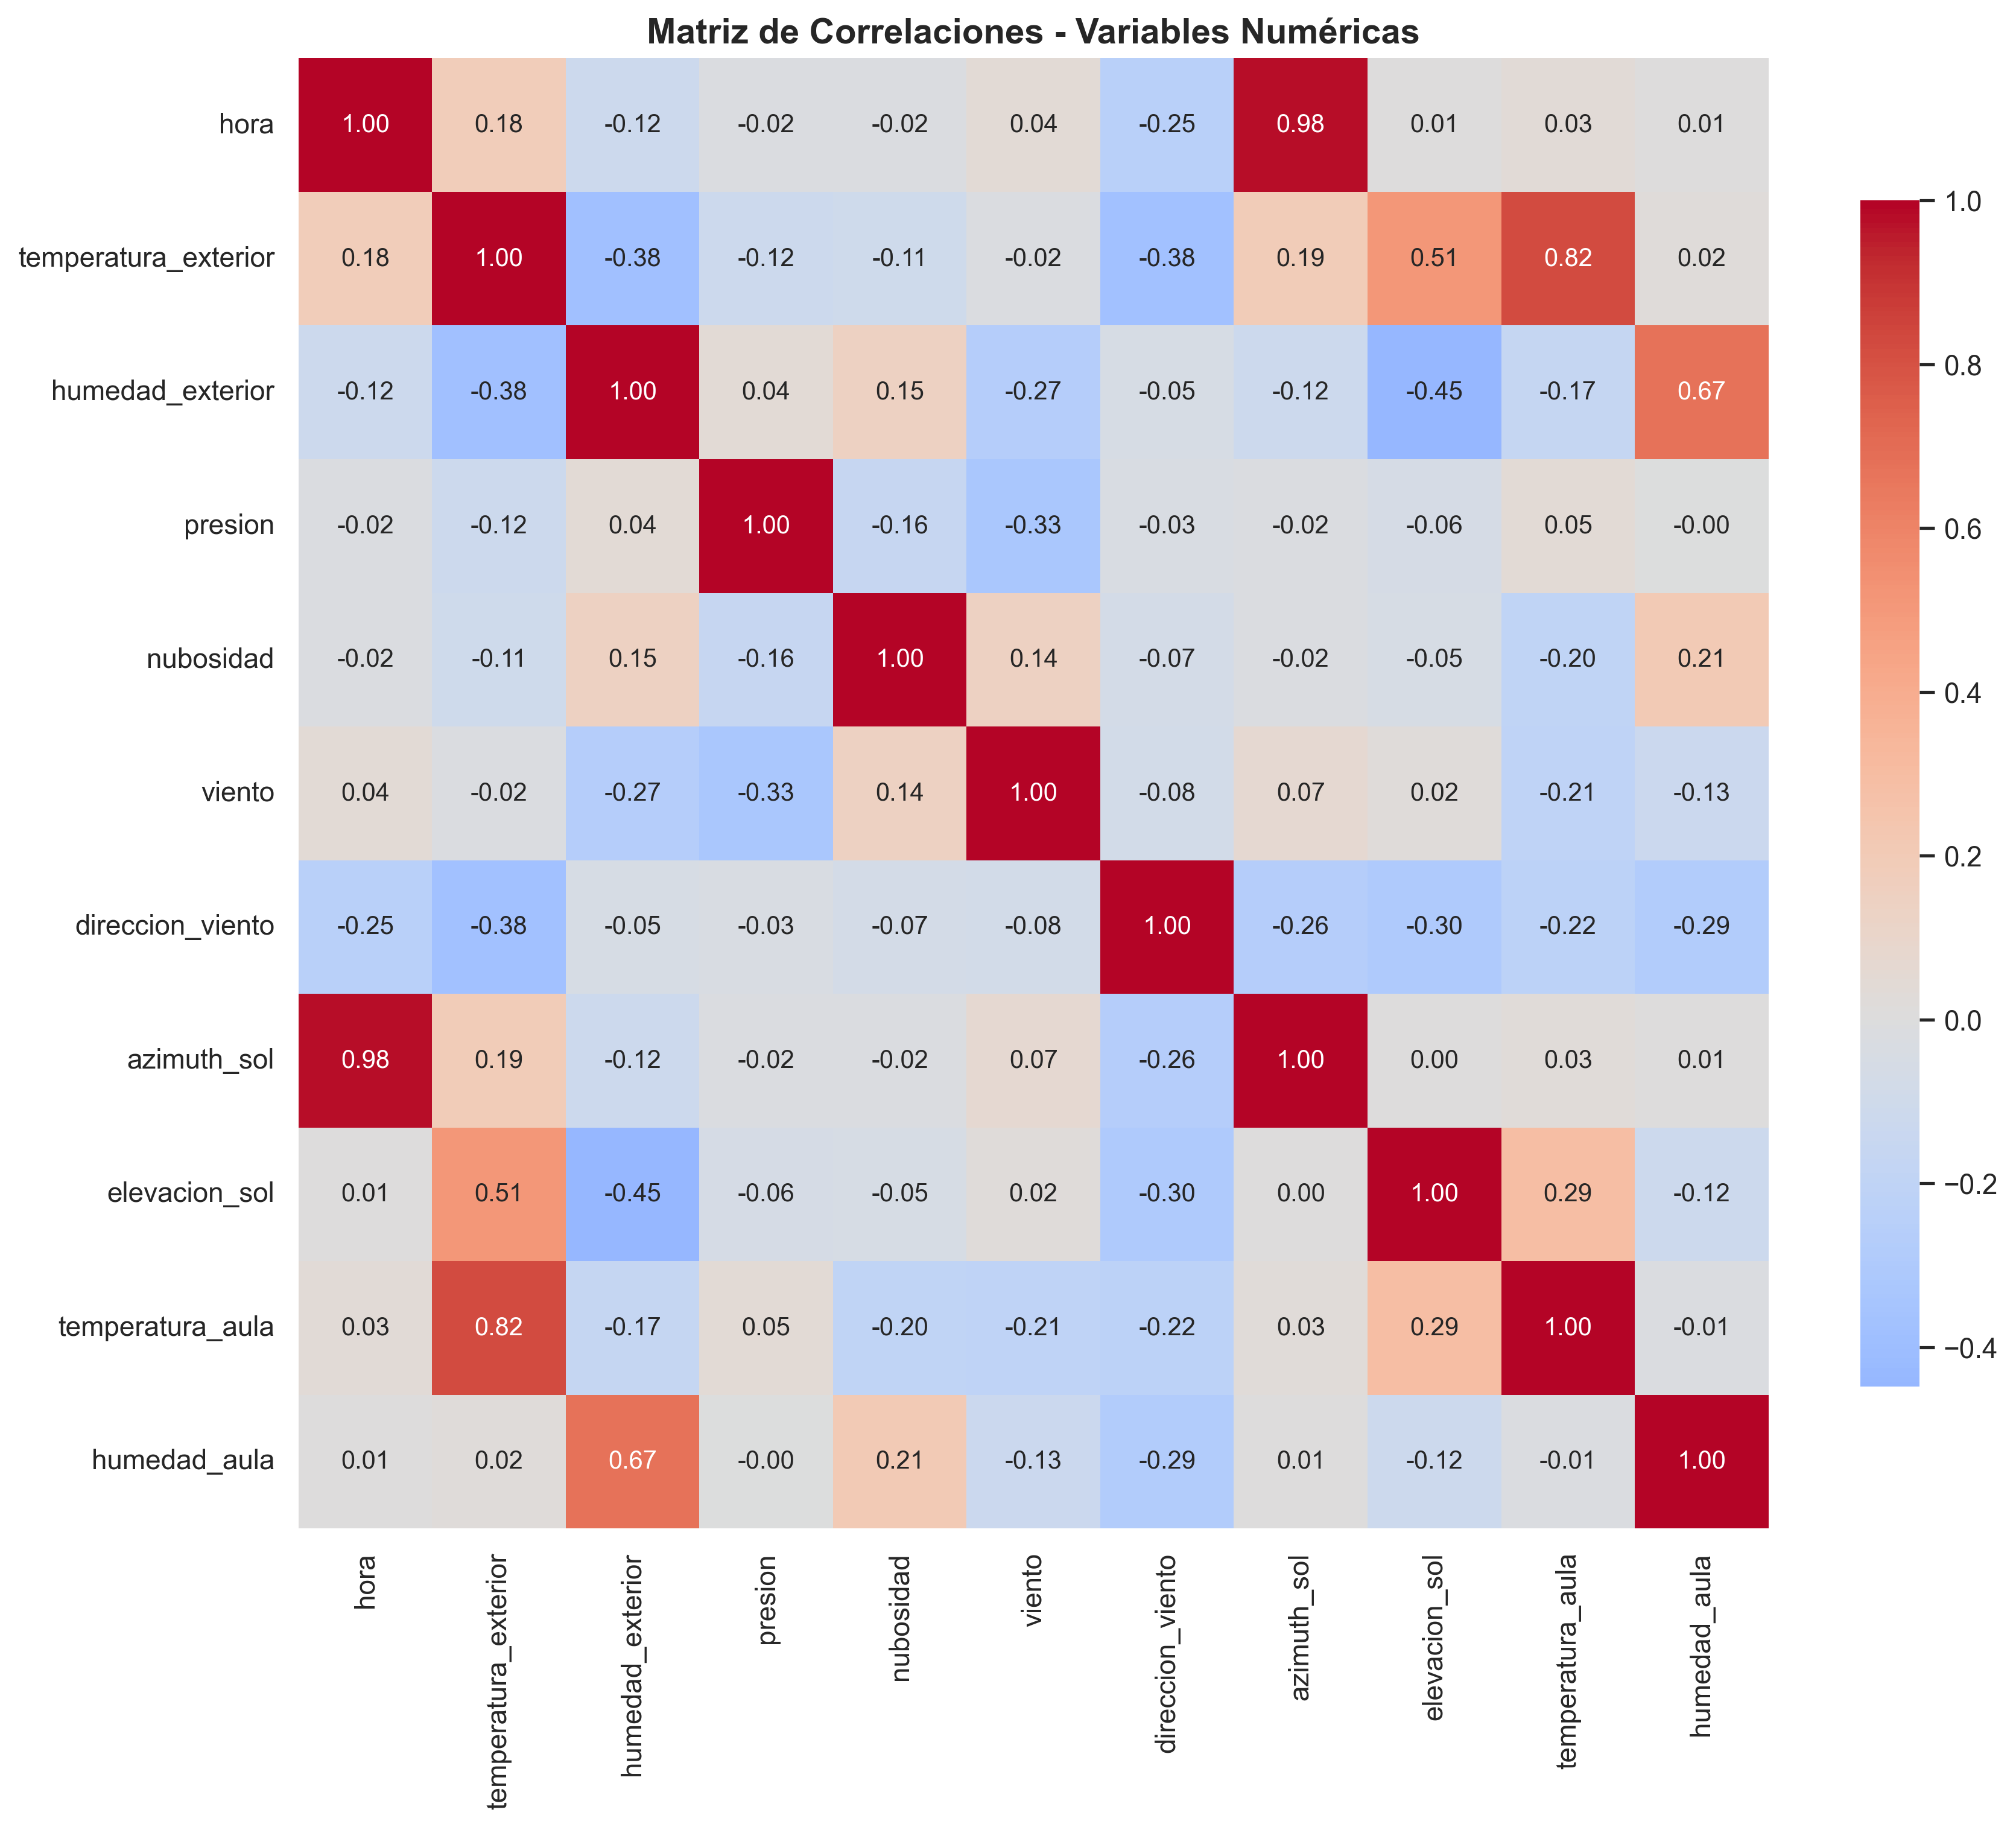 Matriz de Correlaciones - Variables Numéricas
hora 1.00 0.18 -0.12 -0.02 -0.02 0.04 -0.25 0.98 0.01 0.03 0.01
temperatura_exterior 0.18 1.00 -0.38 -0.12 -0.11 -0.02 -0.38 0.19 0.51 0.82 0.02
humedad_exterior -0.12 -0.38 1.00 0.04 0.15 -0.27 -0.05 -0.12 -0.45 -0.17 0.67
presion -0.02 -0.12 0.04 1.00 -0.16 -0.33 -0.03 -0.02 -0.06 0.05 -0.00
nubosidad -0.02 -0.11 0.15 -0.16 1.00 0.14 -0.07 -0.02 -0.05 -0.20 0.21
viento 0.04 -0.02 -0.27 -0.33 0.14 1.00 -0.08 0.07 0.02 -0.21 -0.13
direccion_viento -0.25 -0.38 -0.05 -0.03 -0.07 -0.08 1.00 -0.26 -0.30 -0.22 -0.29
azimuth_sol 0.98 0.19 -0.12 -0.02 -0.02 0.07 -0.26 1.00 0.00 0.03 0.01
elevacion_sol 0.01 0.51 -0.45 -0.06 -0.05 0.02 -0.30 0.00 1.00 0.29 -0.12
temperatura_aula 0.03 0.82 -0.17 0.05 -0.20 -0.21 -0.22 0.03 0.29 1.00 -0.01
humedad_aula 0.01 0.02 0.67 -0.00 0.21 -0.13 -0.29 0.01 -0.12 -0.01 1.00
hora
temperatura_exterior
humedad_exterior
presion
nubosidad
viento
direccion_viento
azimuth_sol
elevacion_sol
temperatura_aula
humedad_aula
1.0
0.8
0.6
0.4
0.2
0.0
−0.2
−0.4